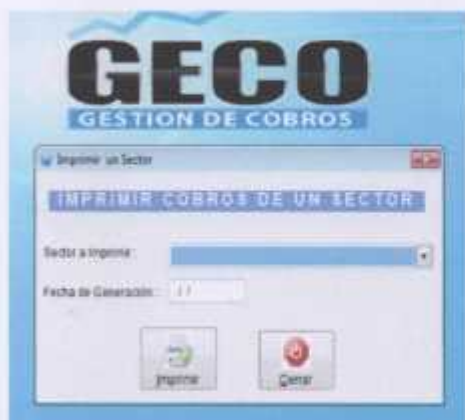 GECO
GESTION DE COBROS
Imprimir un Sector
IMPRIMIR COBROS DE UN SECTOR
Sector a Imprimir :
Fecha de Generación : / /
Imprimir
Cerrar